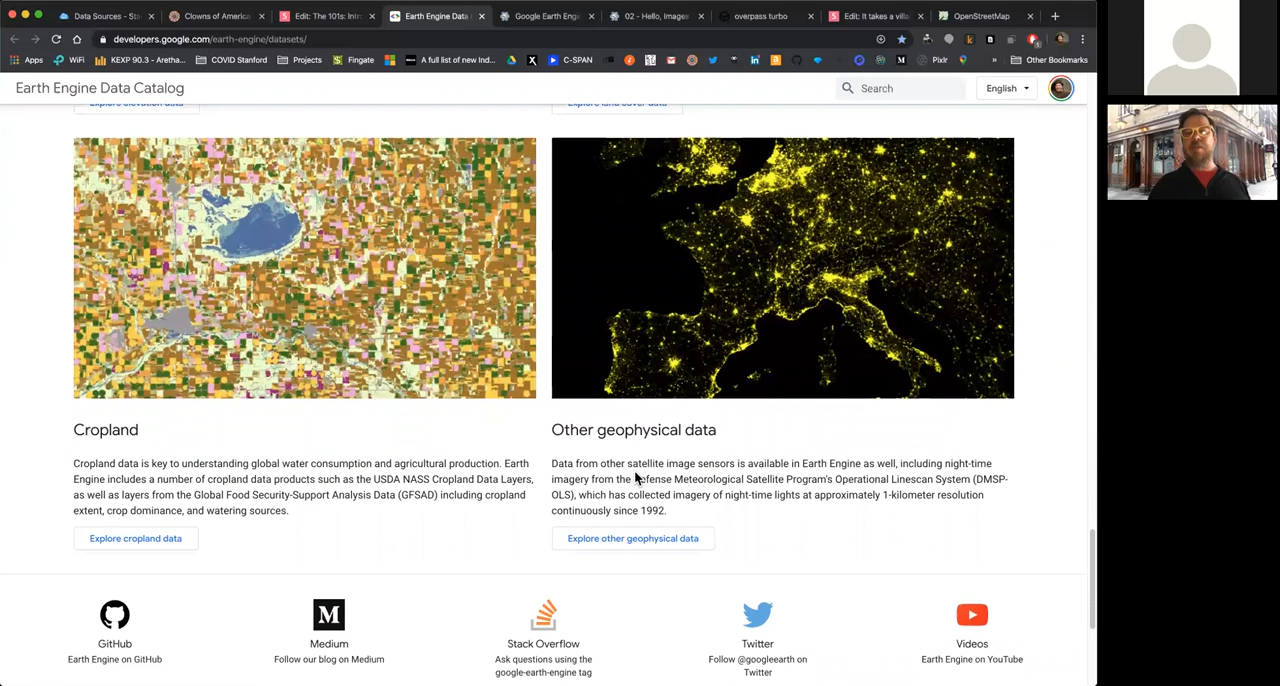 Data Sources - Sta
Clowns of America
Edit: The 101s: Intr
Earth Engine Data
Google Earth Engin
02 - Hello, Images
overpass turbo
Edit: It takes a villa
OpenStreetMap
developers.google.com/earth-engine/datasets/
Apps
WiFi
KEXP 90.3 - Aretha...
COVID Stanford
Projects
Fingate
A full list of new Ind...
C-SPAN
Pixlr
Other Bookmarks
Earth Engine Data Catalog
Search
English
Cropland
Cropland data is key to understanding global water consumption and agricultural production. Earth
Engine includes a number of cropland data products such as the USDA NASS Cropland Data Layers,
as well as layers from the Global Food Security-Support Analysis Data (GFSAD) including cropland
extent, crop dominance, and watering sources.
Explore cropland data
Other geophysical data
Data from other satellite image sensors is available in Earth Engine as well, including night-time
imagery from the Defense Meteorological Satellite Program's Operational Linescan System (DMSP-
OLS), which has collected imagery of night-time lights at approximately 1-kilometer resolution
continuously since 1992.
Explore other geophysical data
GitHub
Earth Engine on GitHub
Medium
Follow our blog on Medium
Stack Overflow
Ask questions using the
google-earth-engine tag
Twitter
Follow @googleearth on
Twitter
Videos
Earth Engine on YouTube